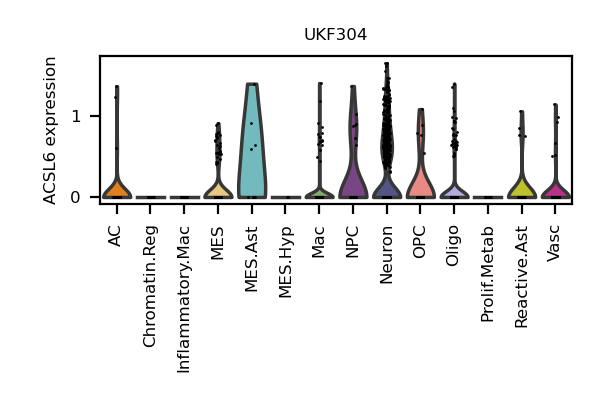 UKF304
ACSL6 expression
1
0
AC
Chromatin.Reg
Inflammatory.Mac
MES
MES.Ast
MES.Hyp
Mac
NPC
Neuron
OPC
Oligo
Prolif.Metab
Reactive.Ast
Vasc